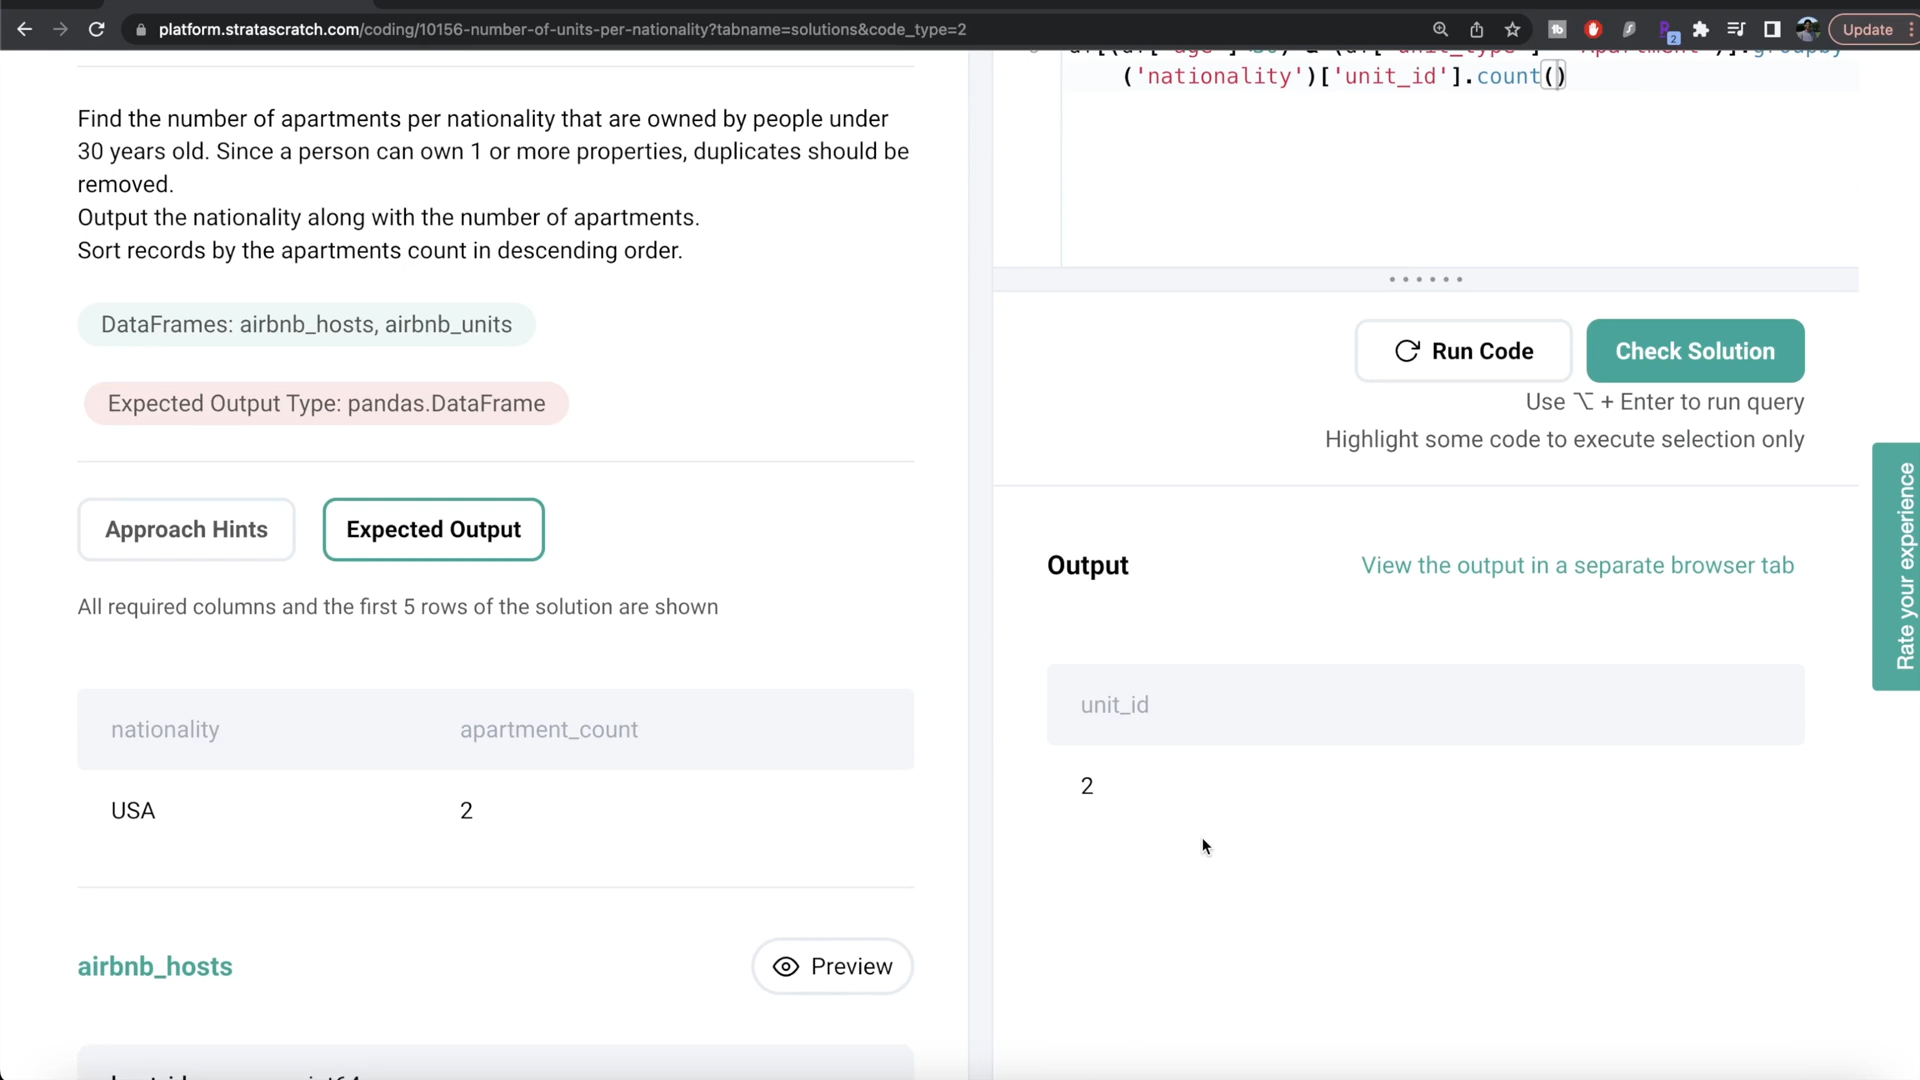 platform.stratascratch.com/coding/10156-number-of-units-per-nationality?tabname=solutions&code_type=2
2
Update
Find the number of apartments per nationality that are owned by people under
30 years old. Since a person can own 1 or more properties, duplicates should be
removed.
Output the nationality along with the number of apartments.
Sort records by the apartments count in descending order.
DataFrames: airbnb_hosts, airbnb_units
Expected Output Type: pandas.DataFrame
Approach Hints
Expected Output
All required columns and the first 5 rows of the solution are shown
nationality apartment_count
USA 2
airbnb_hosts
Preview
('nationality')['unit_id'].count()
Run Code
Check Solution
Use ⌥ + Enter to run query
Highlight some code to execute selection only
Output
View the output in a separate browser tab
unit_id
2
Rate your experience